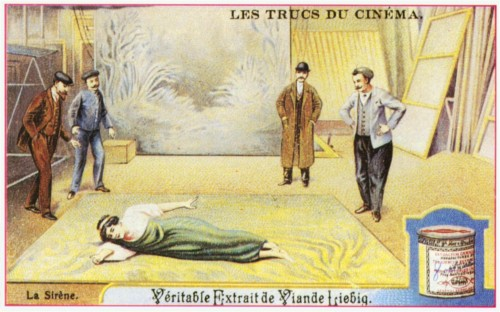 LES TRUCS DU CINÉMA.
La Sirène.
Véritable Extrait de Viande Liebig.